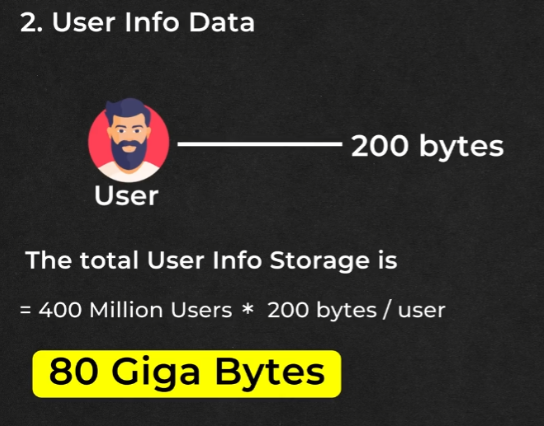 2. User Info Data
200 bytes
User
The total User Info Storage is
= 400 Million Users * 200 bytes / user
80 Giga Bytes